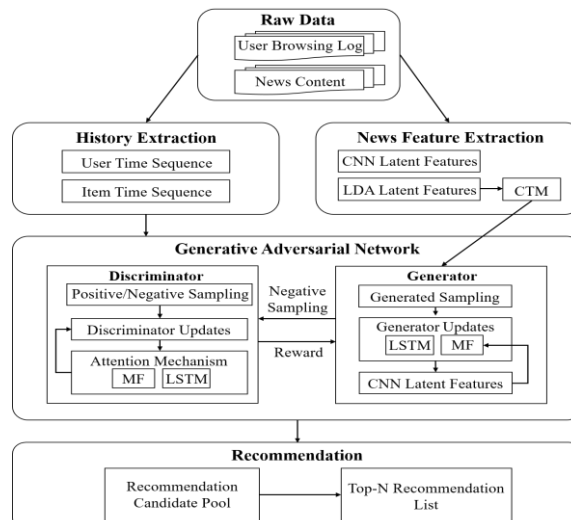 Raw Data
User Browsing Log
News Content
History Extraction
User Time Sequence
Item Time Sequence
News Feature Extraction
CNN Latent Features
LDA Latent Features
CTM
Generative Adversarial Network
Discriminator
Positive/Negative Sampling
Discriminator Updates
Attention Mechanism
MF
LSTM
Negative
Sampling
Reward
Generator
Generated Sampling
Generator Updates
LSTM
MF
CNN Latent Features
Recommendation
Recommendation
Candidate Pool
Top-N Recommendation
List